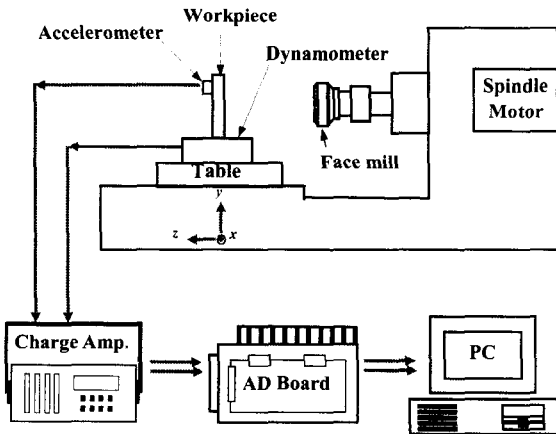 Workpiece
Accelerometer
Dynamometer
Spindle
Motor
Face mill
Table
y
z
x
Charge Amp.
AD Board
PC